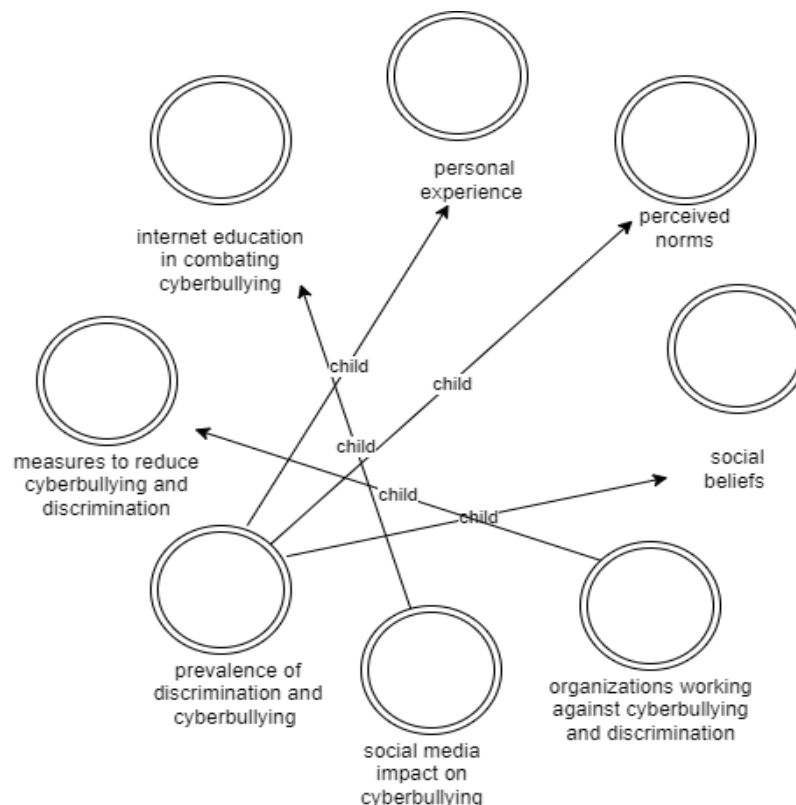 personal
experience
perceived
norms
internet education
in combating
cyberbullying
child
child
child
social
beliefs
measures to reduce
cyberbullying and
discrimination
child
child
prevalence of
discrimination and
cyberbullying
organizations working
against cyberbullying
and discrimination
social media
impact on
cyberbullying